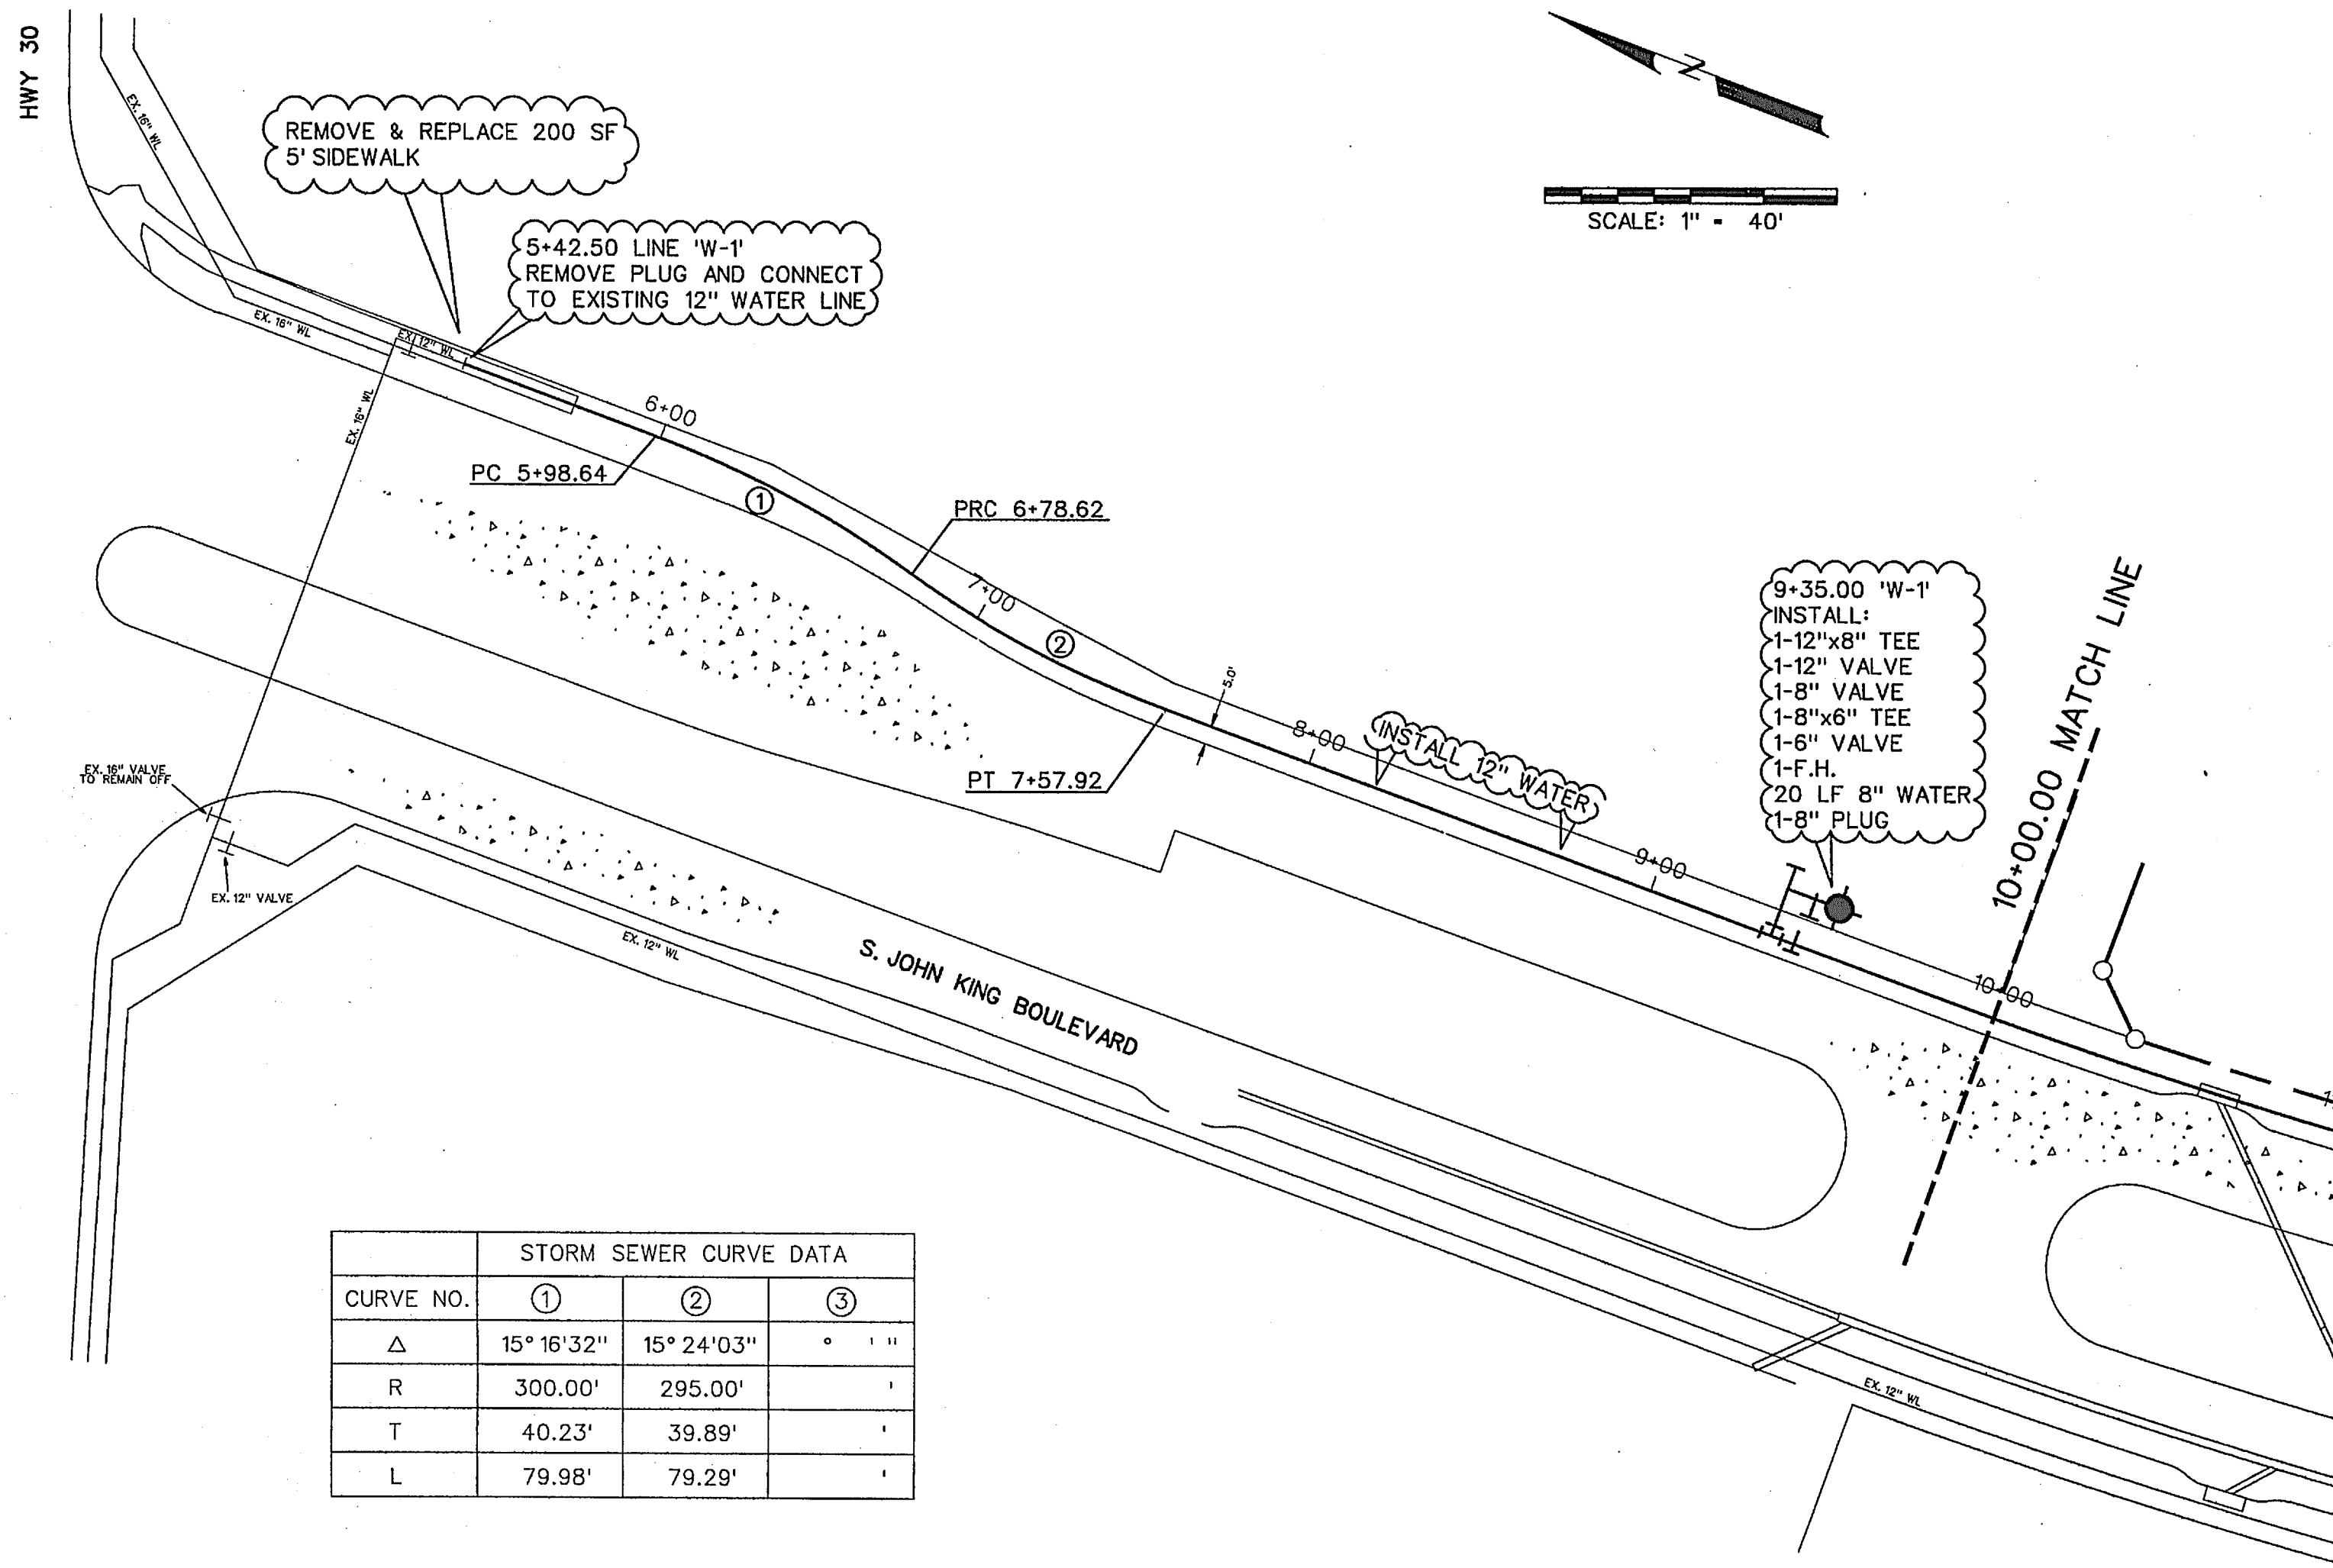 HWY 30
EX. 16" WL
REMOVE & REPLACE 200 SF
5' SIDEWALK
5+42.50 LINE 'W-1'
REMOVE PLUG AND CONNECT
TO EXISTING 12" WATER LINE
N
SCALE: 1" = 40'
EX. 16" WL
EX. 12" WL
EX. 16" WL
6+00
PC 5+98.64
1
PRC 6+78.62
7+00
2
5.0'
PT 7+57.92
8+00
INSTALL 12" WATER
9+35.00 'W-1'
INSTALL:
1-12"x8" TEE
1-12" VALVE
1-8" VALVE
1-8"x6" TEE
1-6" VALVE
1-F.H.
20 LF 8" WATER
1-8" PLUG
9+00
10+00.00 MATCH LINE
10+00
EX. 16" VALVE
TO REMAIN OFF
EX. 12" VALVE
EX. 12" WL
S. JOHN KING BOULEVARD
EX. 12" WL
STORM SEWER CURVE DATA
CURVE NO. 1 2 3
Δ 15°16'32" 15°24'03" ° ' "
R 300.00' 295.00' '
T 40.23' 39.89' '
L 79.98' 79.29' '